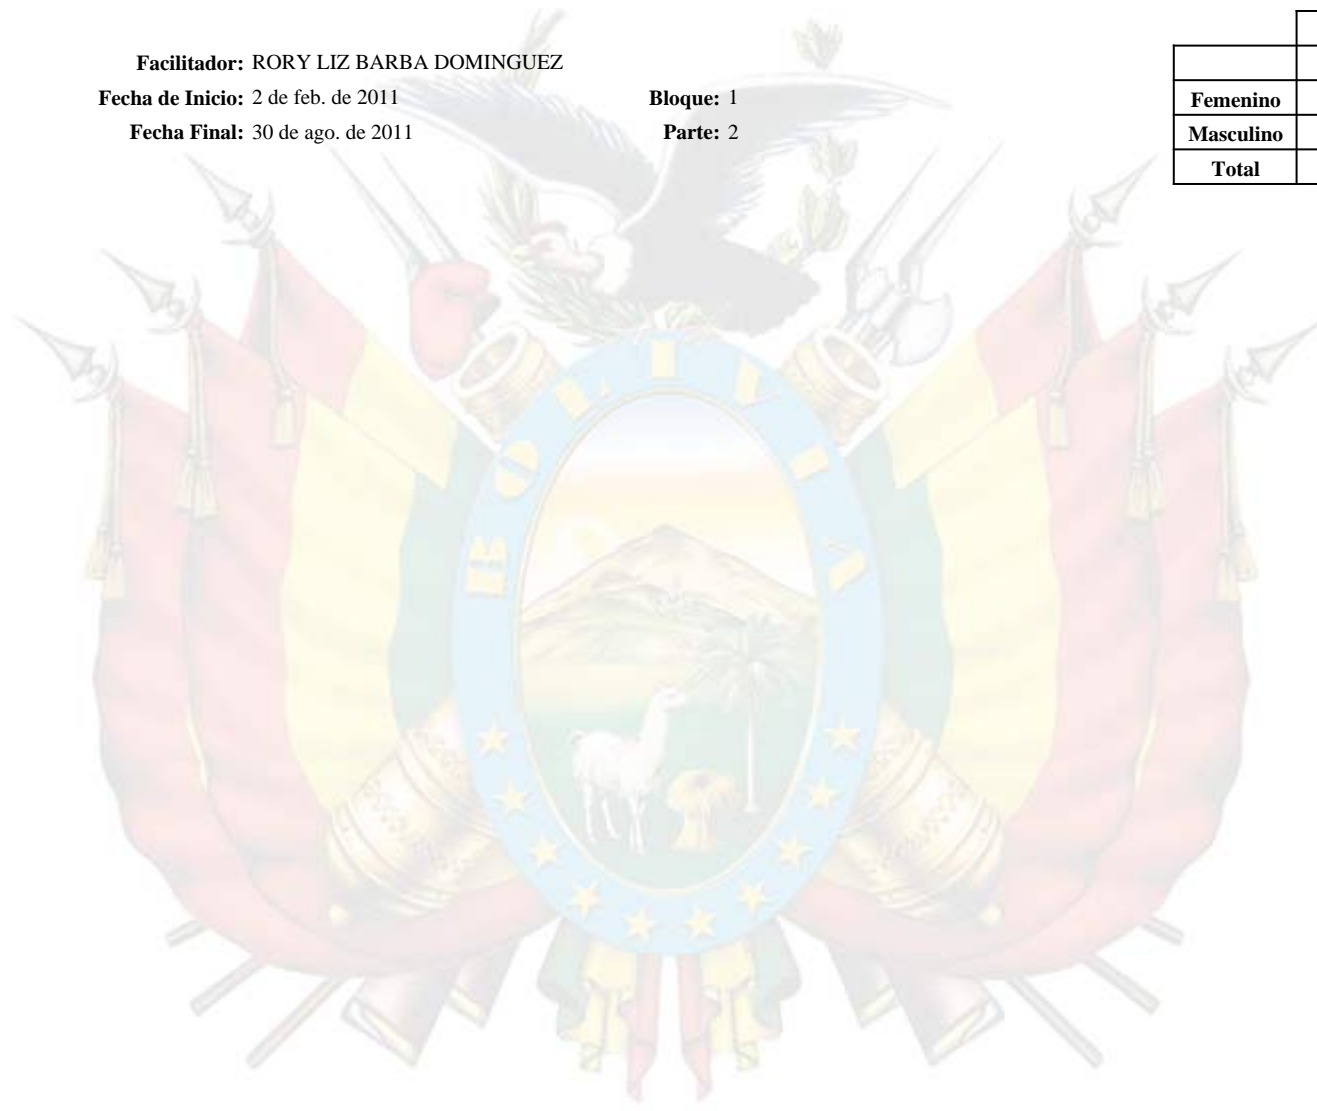 Facilitador: RORY LIZ BARBA DOMINGUEZ
Fecha de Inicio: 2 de feb. de 2011 Bloque: 1
Fecha Final: 30 de ago. de 2011 Parte: 2
Femenino
Masculino
Total
BOLIVIA